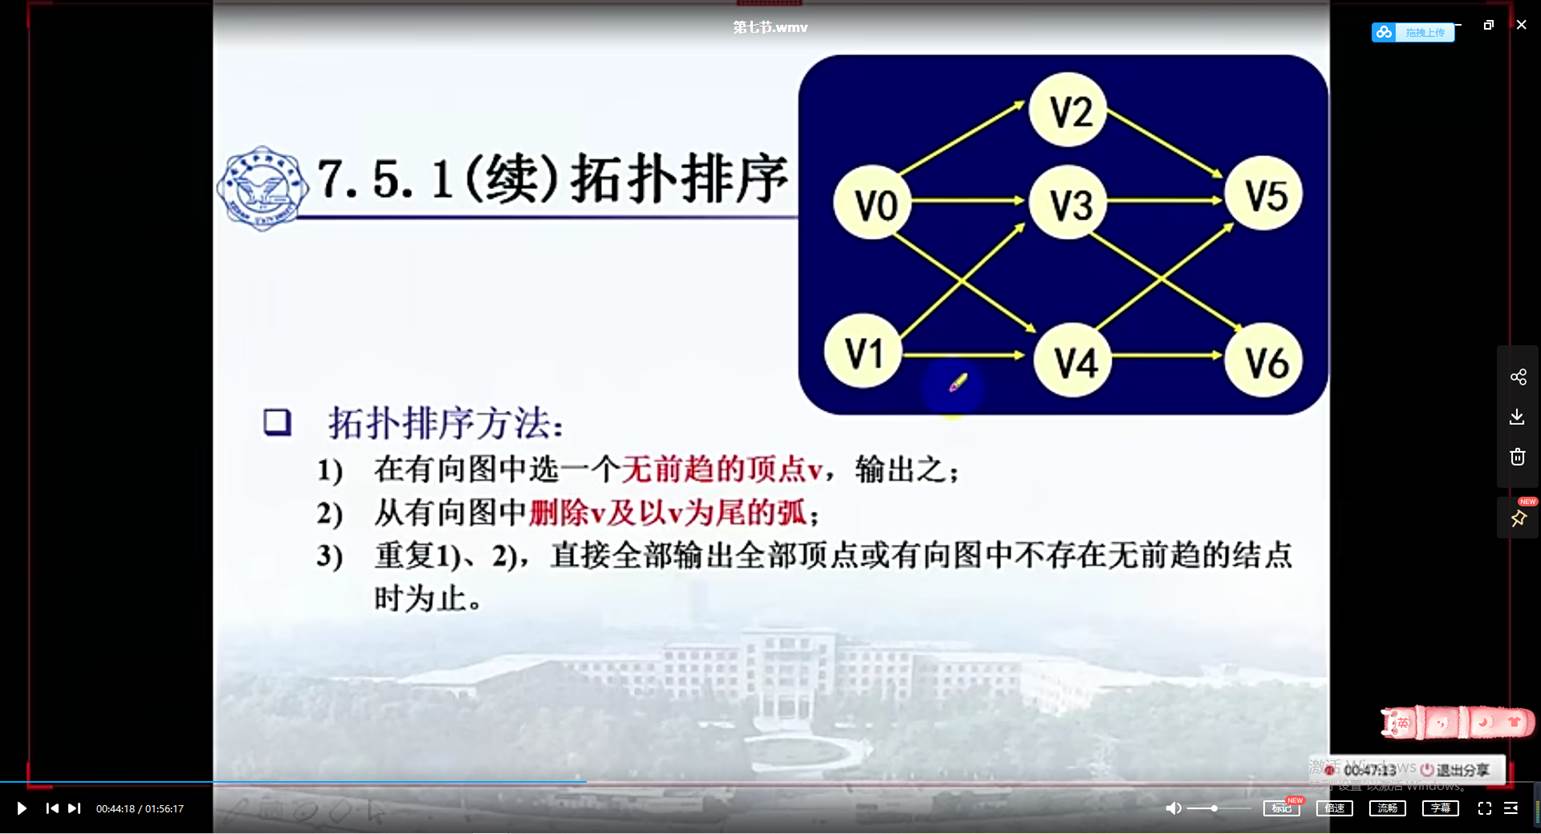 第七节.wmv
拖拽上传
7.5.1(续)拓扑排序
V2
V0
V3
V5
V1
V4
V6
❑ 拓扑排序方法:
1) 在有向图中选一个无前趋的顶点v，输出之；
2) 从有向图中删除v及以v为尾的弧；
3) 重复1)、2)，直接全部输出全部顶点或有向图中不存在无前趋的结点
时为止。
NEW
英
激活 Windows
00:47:13
退出分享
00:44:18 / 01:56:17
标记
NEW
倍速
流畅
字幕